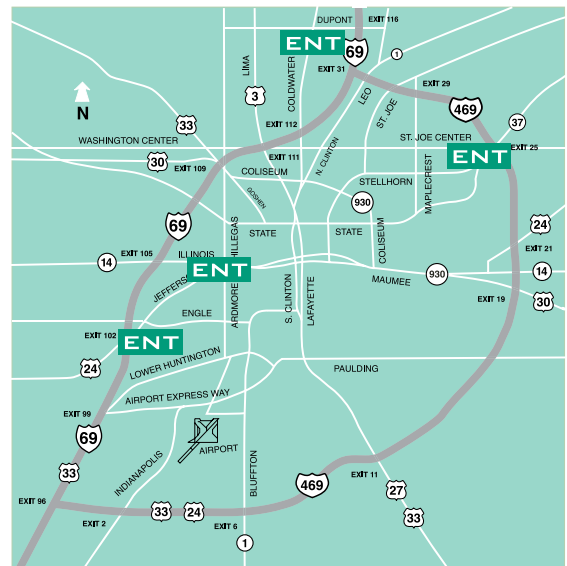 DUPONT
EXIT 116
ENT
69
1
EXIT 31
LIMA
COLDWATER
LEO
EXIT 29
N
3
ST. JOE
469
33
EXIT 112
N. CLINTON
37
WASHINGTON CENTER
ST. JOE CENTER
30
EXIT 109
EXIT 111
ENT
EXIT 25
COLISEUM
STELLHORN
GOSHEN
930
MAPLECREST
69
HILLEGAS
STATE
STATE
COLISEUM
24
EXIT 105
EXIT 21
14
ILLINOIS
ENT
MAUMEE
930
14
JEFFERS
EXIT 19
30
ARDMORE
S. CLINTON
LAFAYETTE
ENGLE
EXIT 102
ENT
24
LOWER HUNTINGTON
PAULDING
AIRPORT EXPRESS WAY
EXIT 99
69
AIRPORT
33
INDIANAPOLIS
BLUFFTON
EXIT 11
469
27
EXIT 96
33
24
33
EXIT 2
EXIT 6
1